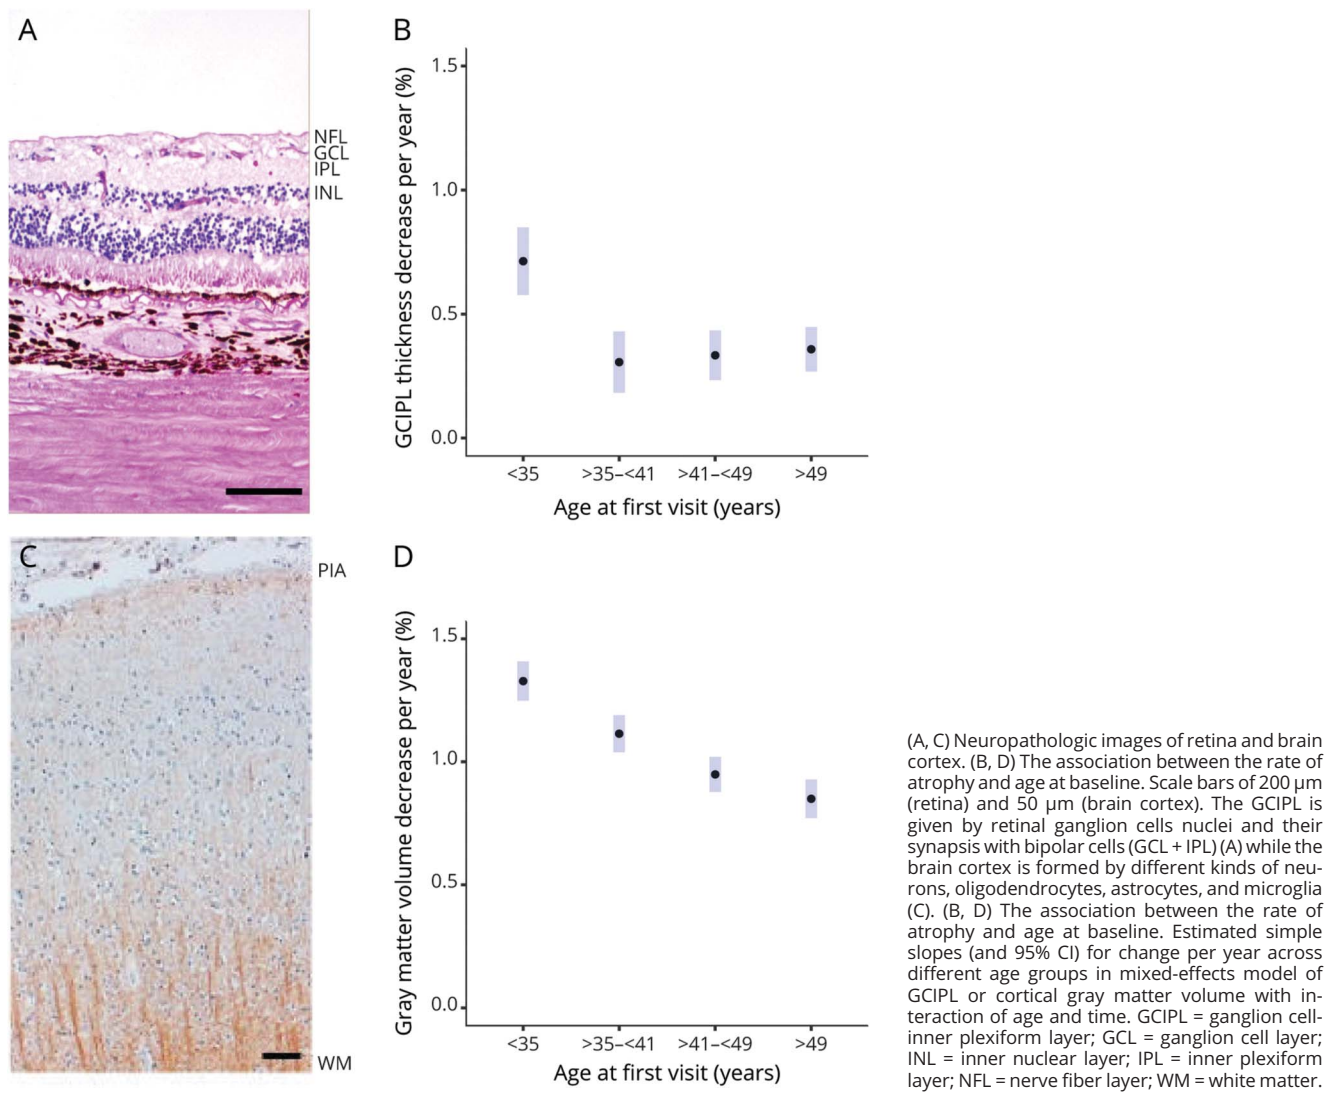 A
NFL
GCL
IPL
INL
B
GCIPL thickness decrease per year (%)
1.5
1.0
0.5
0.0
<35
>35–<41
>41–<49
>49
Age at first visit (years)
C
PIA
WM
D
Gray matter volume decrease per year (%)
1.5
1.0
0.5
0.0
<35
>35–<41
>41–<49
>49
Age at first visit (years)
(A, C) Neuropathologic images of retina and brain
cortex. (B, D) The association between the rate of
atrophy and age at baseline. Scale bars of 200 μm
(retina) and 50 μm (brain cortex). The GCIPL is
given by retinal ganglion cells nuclei and their
synapsis with bipolar cells (GCL + IPL) (A) while the
brain cortex is formed by different kinds of neu-
rons, oligodendrocytes, astrocytes, and microglia
(C). (B, D) The association between the rate of
atrophy and age at baseline. Estimated simple
slopes (and 95% CI) for change per year across
different age groups in mixed-effects model of
GCIPL or cortical gray matter volume with in-
teraction of age and time. GCIPL = ganglion cell-
inner plexiform layer; GCL = ganglion cell layer;
INL = inner nuclear layer; IPL = inner plexiform
layer; NFL = nerve fiber layer; WM = white matter.